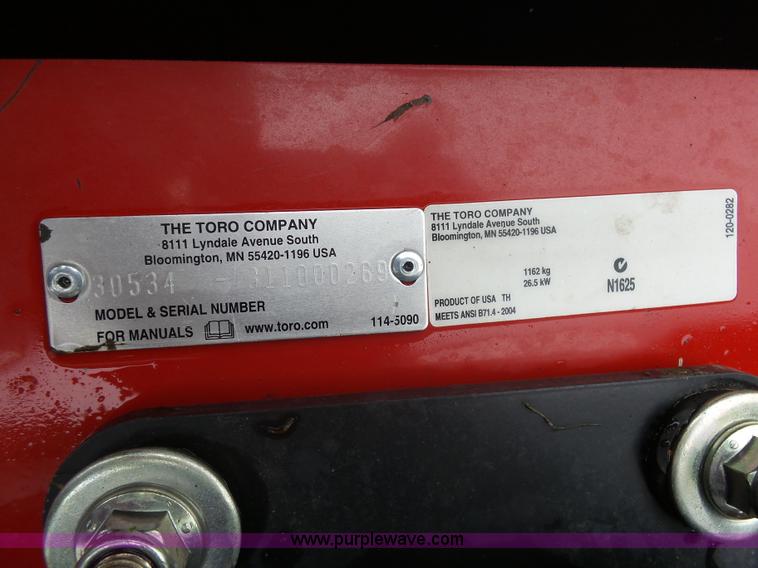 THE TORO COMPANY
8111 Lyndale Avenue South
Bloomington, MN 55420-1196 USA
30534 - 311000269
MODEL & SERIAL NUMBER
FOR MANUALS www.toro.com 114-5090
THE TORO COMPANY
8111 Lyndale Avenue South
Bloomington, MN 55420-1196 USA
1162 kg
26.5 kW
N1625
PRODUCT OF USA TH
MEETS ANSI B71.4 - 2004
120-0282
www.purplewave.com